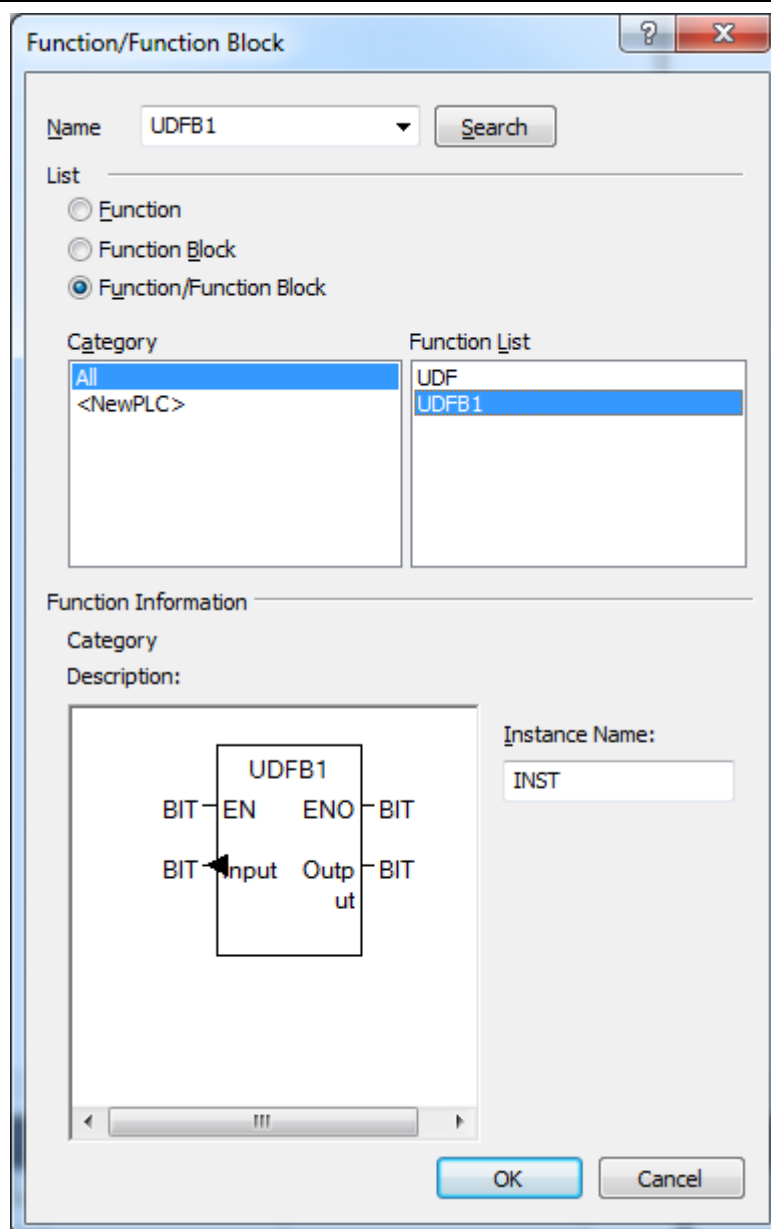 Function/Function Block
Name UDFB1 Search
List
Function
Function Block
Function/Function Block
Category Function List
All UDF
<NewPLC> UDFB1
Function Information
Category
Description:
Instance Name:
INST
UDFB1
BIT EN ENO BIT
BIT Input Outp BIT
ut
OK Cancel